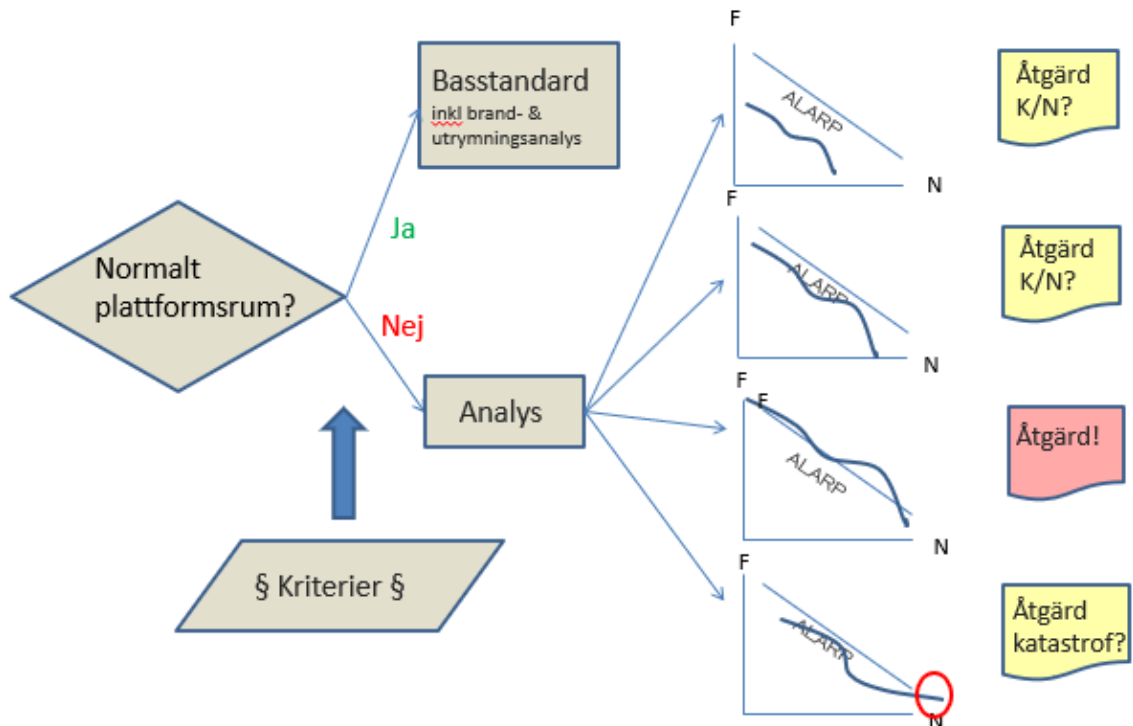 Normalt
plattformsrum?
§ Kriterier §
Ja
Nej
Basstandard
inkl brand- &
utrymningsanalys
Analys
F
ALARP
N
Åtgärd
K/N?
F
ALARP
N
Åtgärd
K/N?
F
F
ALARP
N
Åtgärd!
F
ALARP
N
Åtgärd
katastrof?